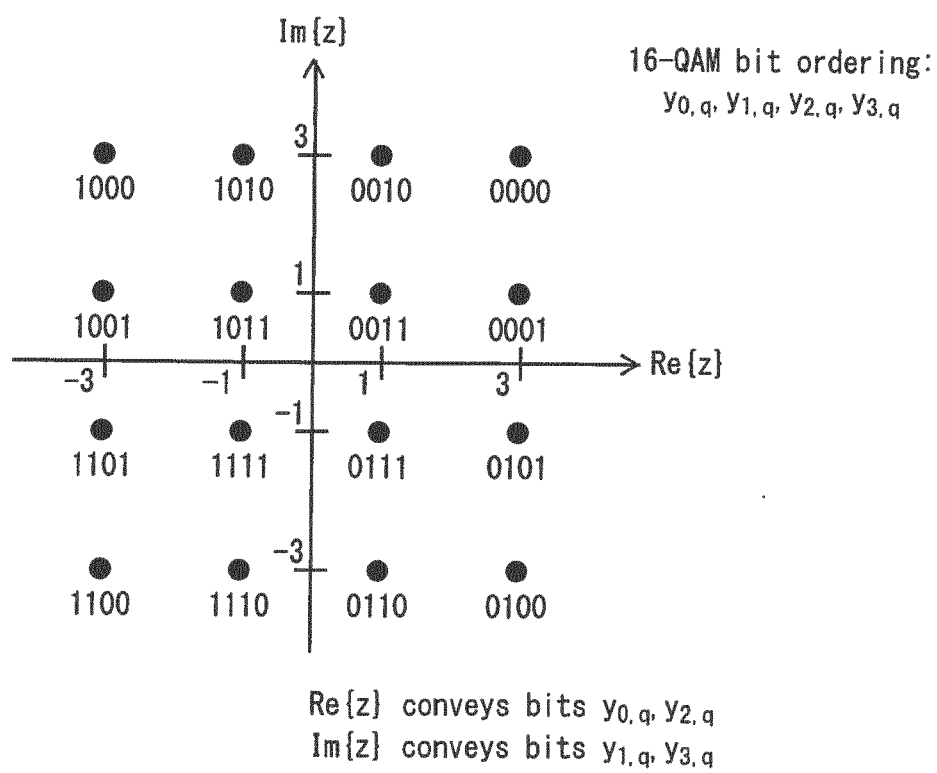 Im{z}
16-QAM bit ordering:
y0,q, y1,q, y2,q, y3,q
3
1000 1010 0010 0000
1
1001 1011 0011 0001
-3 -1 1 3 Re{z}
-1
1101 1111 0111 0101
-3
1100 1110 0110 0100
Re{z} conveys bits y0,q, y2,q
Im{z} conveys bits y1,q, y3,q